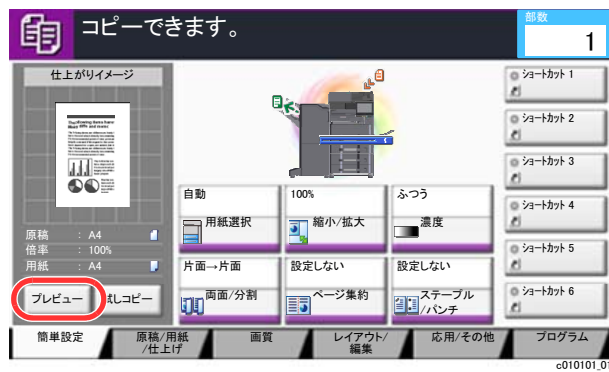 コピーできます。
部数
1
仕上がりイメージ
原稿 : A4
倍率 : 100%
用紙 : A4
プレビュー
試しコピー
自動
用紙選択
100%
縮小/拡大
ふつう
濃度
片面→片面
両面/分割
設定しない
ページ集約
設定しない
ステープル
/パンチ
ショートカット 1
ショートカット 2
ショートカット 3
ショートカット 4
ショートカット 5
ショートカット 6
簡単設定
原稿/用紙
/仕上げ
画質
レイアウト/
編集
応用/その他
プログラム
c010101_01